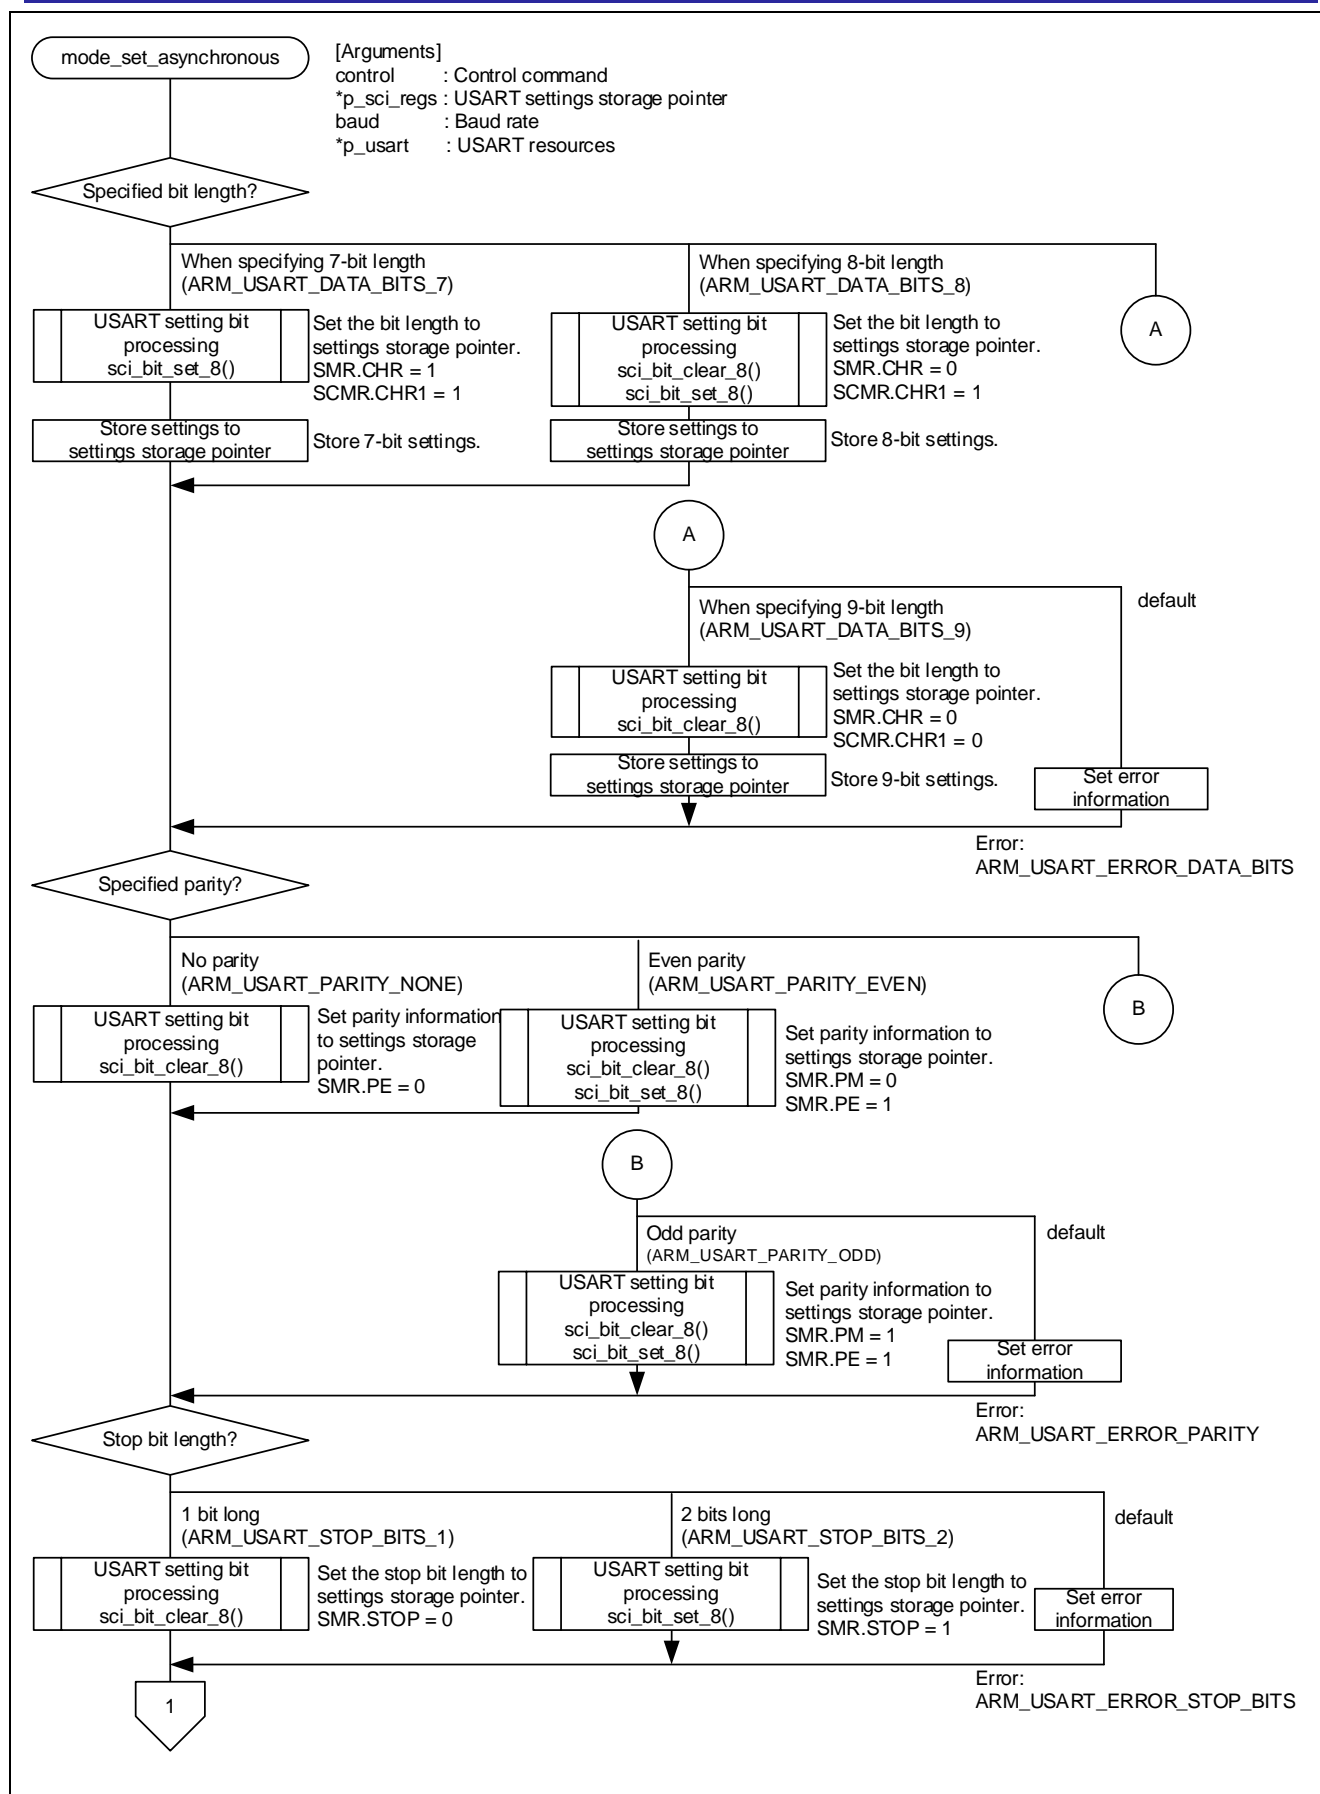 mode_set_asynchronous
[Arguments]
control : Control command
*p_sci_regs : USART settings storage pointer
baud : Baud rate
*p_usart : USART resources
Specified bit length?
When specifying 7-bit length
(ARM_USART_DATA_BITS_7)
When specifying 8-bit length
(ARM_USART_DATA_BITS_8)
A
USART setting bit
processing
sci_bit_set_8()
Set the bit length to
settings storage pointer.
SMR.CHR = 1
SCMR.CHR1 = 1
USART setting bit
processing
sci_bit_clear_8()
sci_bit_set_8()
Set the bit length to
settings storage pointer.
SMR.CHR = 0
SCMR.CHR1 = 1
Store settings to
settings storage pointer
Store 7-bit settings.
Store settings to
settings storage pointer
Store 8-bit settings.
A
When specifying 9-bit length
(ARM_USART_DATA_BITS_9)
default
USART setting bit
processing
sci_bit_clear_8()
Set the bit length to
settings storage pointer.
SMR.CHR = 0
SCMR.CHR1 = 0
Store settings to
settings storage pointer
Store 9-bit settings.
Set error
information
Error:
ARM_USART_ERROR_DATA_BITS
Specified parity?
No parity
(ARM_USART_PARITY_NONE)
Even parity
(ARM_USART_PARITY_EVEN)
B
USART setting bit
processing
sci_bit_clear_8()
Set parity information
to settings storage
pointer.
SMR.PE = 0
USART setting bit
processing
sci_bit_clear_8()
sci_bit_set_8()
Set parity information to
settings storage pointer.
SMR.PM = 0
SMR.PE = 1
B
Odd parity
(ARM_USART_PARITY_ODD)
default
USART setting bit
processing
sci_bit_clear_8()
sci_bit_set_8()
Set parity information to
settings storage pointer.
SMR.PM = 1
SMR.PE = 1
Set error
information
Error:
ARM_USART_ERROR_PARITY
Stop bit length?
1 bit long
(ARM_USART_STOP_BITS_1)
2 bits long
(ARM_USART_STOP_BITS_2)
default
USART setting bit
processing
sci_bit_clear_8()
Set the stop bit length to
settings storage pointer.
SMR.STOP = 0
USART setting bit
processing
sci_bit_set_8()
Set the stop bit length to
settings storage pointer.
SMR.STOP = 1
Set error
information
Error:
ARM_USART_ERROR_STOP_BITS
1